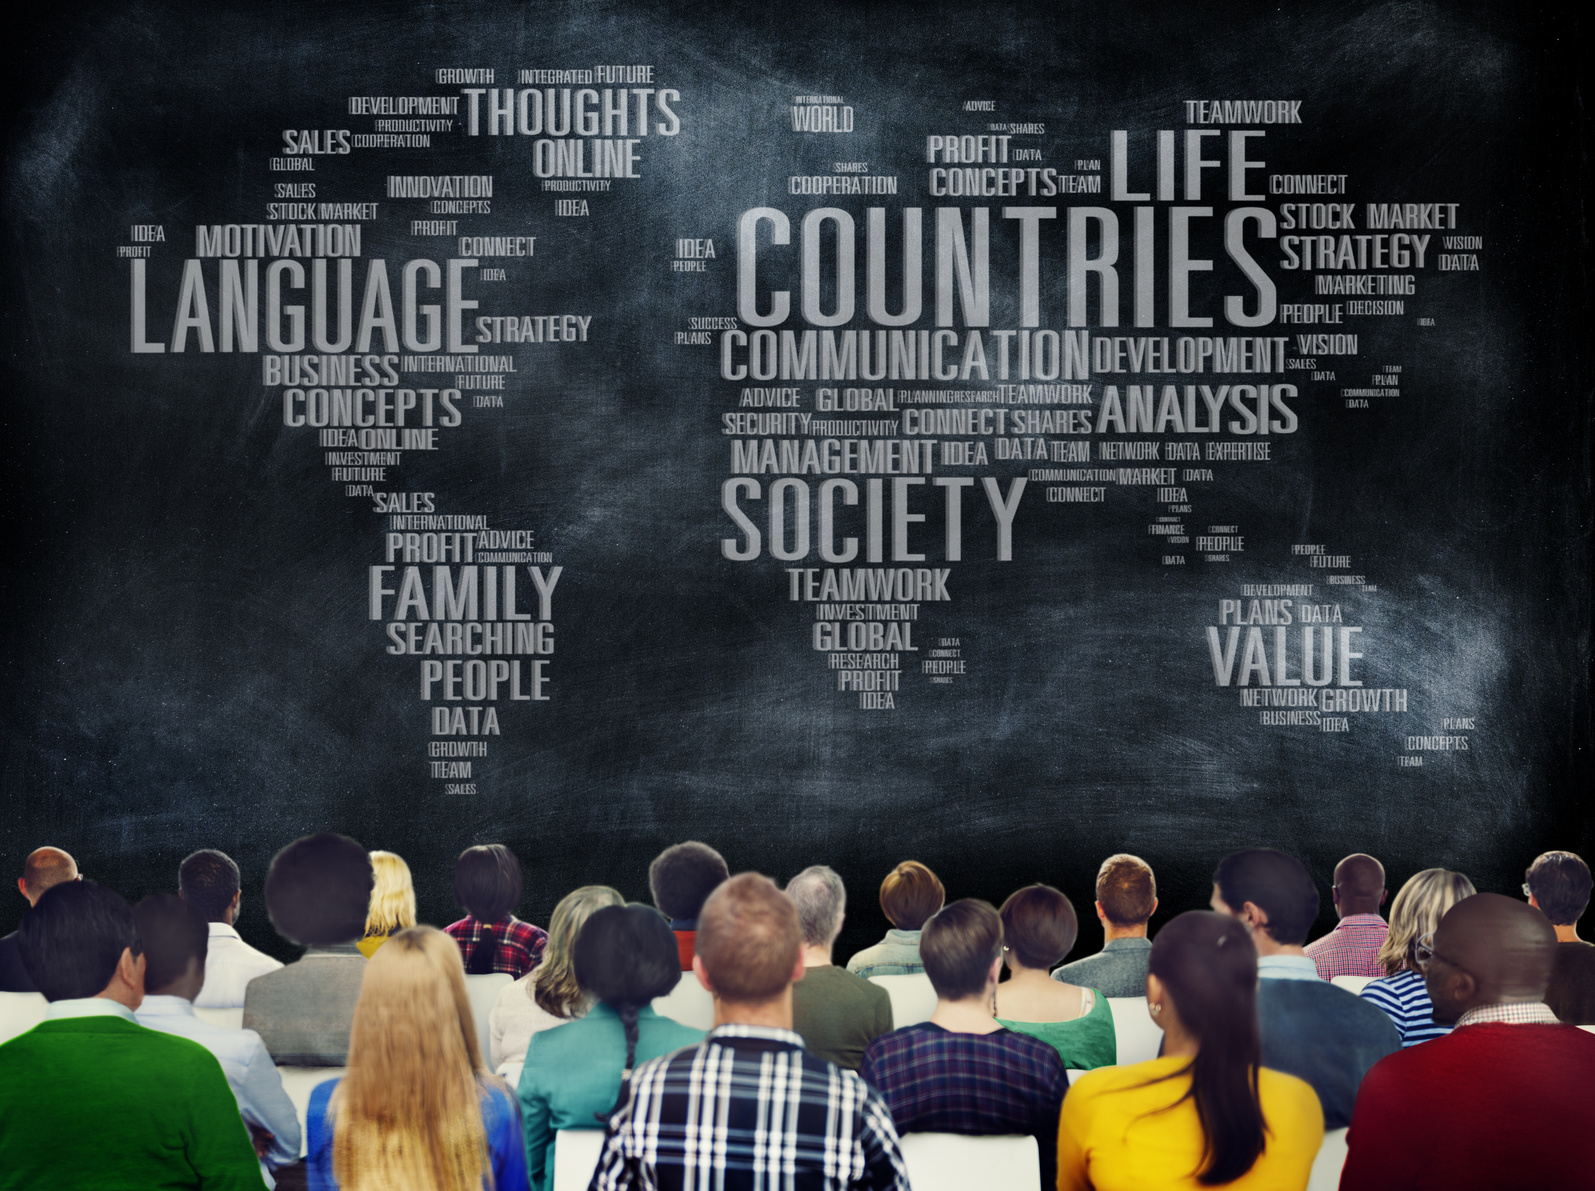 GROWTH INTEGRATED FUTURE
DEVELOPMENT THOUGHTS
PRODUCTIVITY
SALES COOPERATION
ONLINE
GLOBAL
SALES INNOVATION PRODUCTIVITY
STOCK MARKET CONCEPTS IDEA
PROFIT
IDEA MOTIVATION CONNECT
PROFIT
LANGUAGE IDEA
STRATEGY
BUSINESS INTERNATIONAL
FUTURE
CONCEPTS DATA
IDEA ONLINE
INVESTMENT
FUTURE
DATA
SALES
INTERNATIONAL
PROFIT ADVICE
COMMUNICATION
FAMILY
SEARCHING
PEOPLE
DATA
GROWTH
TEAM
SALES
INTERNATIONAL
WORLD
ADVICE
TEAMWORK
DATA SHARES
PROFIT DATA
SHARES PLAN
COOPERATION CONCEPTS TEAM LIFE CONNECT
IDEA
PEOPLE
COUNTRIES
STOCK MARKET
STRATEGY VISION
DATA
MARKETING
PEOPLE DECISION
IDEA
SUCCESS
PLANS
COMMUNICATION DEVELOPMENT VISION
SALES
DATA
TEAM
PLAN
COMMUNICATION
DATA
ADVICE GLOBAL PLANNING RESEARCH TEAMWORK ANALYSIS
SECURITY PRODUCTIVITY CONNECT SHARES
MANAGEMENT IDEA DATA TEAM NETWORK DATA EXPERTISE
COMMUNICATION MARKET DATA
SOCIETY CONNECT IDEA
PLANS
CONNECT
FINANCE
VISION
CONNECT
PEOPLE
SHARES
DATA
TEAMWORK
INVESTMENT
GLOBAL
RESEARCH
PROFIT
IDEA
DATA
CONNECT
PEOPLE
SHARES
PEOPLE
FUTURE
BUSINESS
TEAM
DEVELOPMENT
PLANS DATA
VALUE
NETWORK GROWTH
BUSINESS IDEA
PLANS
CONCEPTS
TEAM